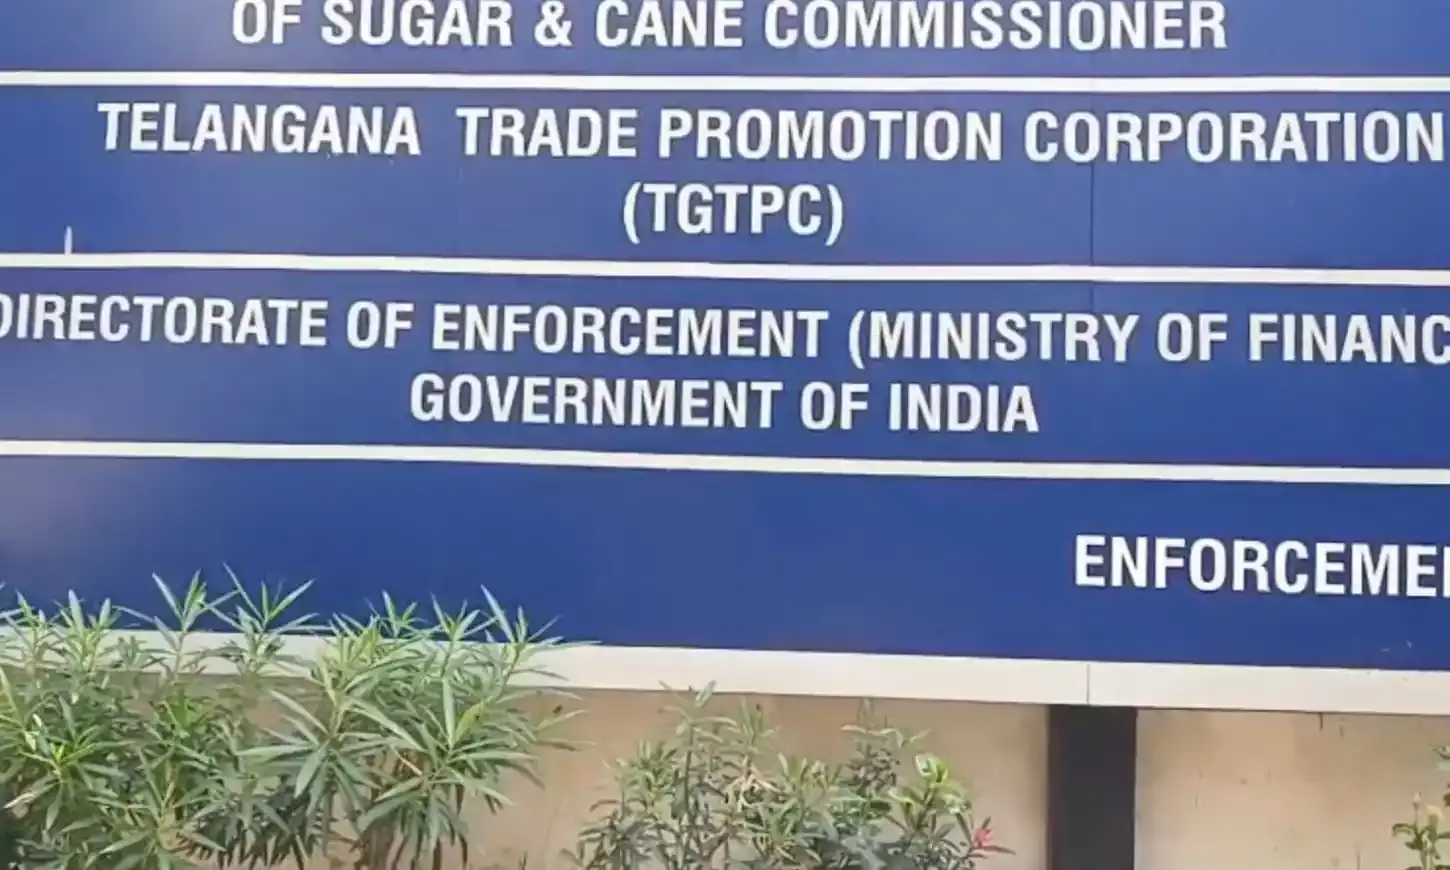 OF SUGAR & CANE COMMISSIONER
TELANGANA TRADE PROMOTION CORPORATION
(TGTPC)
DIRECTORATE OF ENFORCEMENT (MINISTRY OF FINANC
GOVERNMENT OF INDIA
ENFORCEME